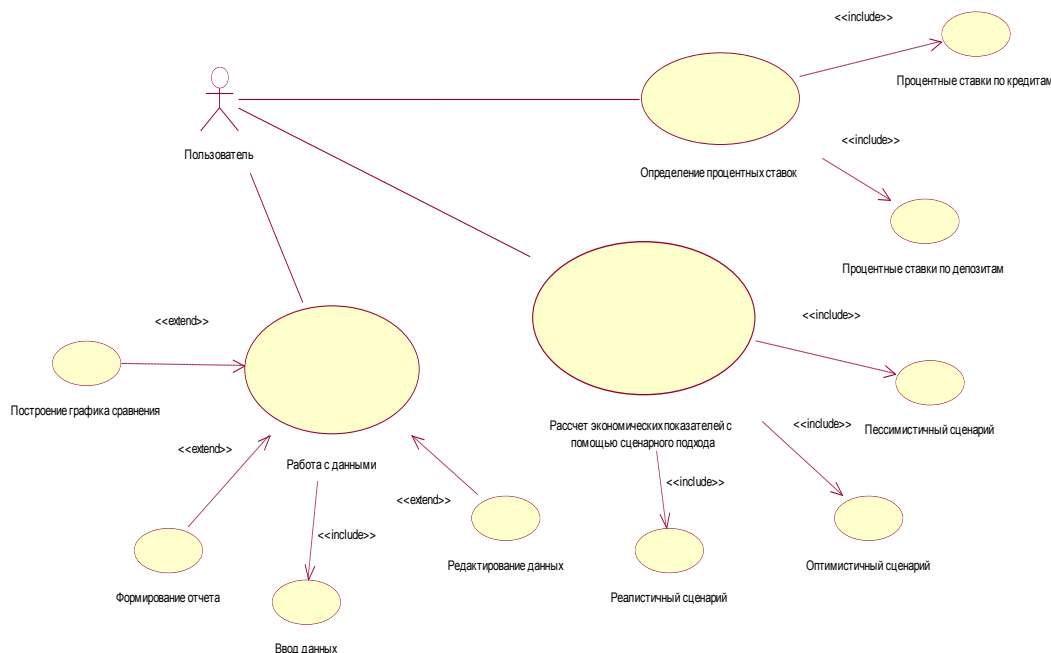 <<include>>
Процентные ставки по кредитам
<<include>>
Пользователь
Определение процентных ставок
Процентные ставки по депозитам
<<extend>>
<<include>>
Построение графика сравнения
Рассчет экономических показателей с
помощью сценарного подхода
<<include>>
Пессимистичный сценарий
<<extend>>
Работа с данными
<<include>>
<<extend>>
<<include>>
Редактирование данных
Оптимистичный сценарий
Формирование отчета
Реалистичный сценарий
Ввод данных